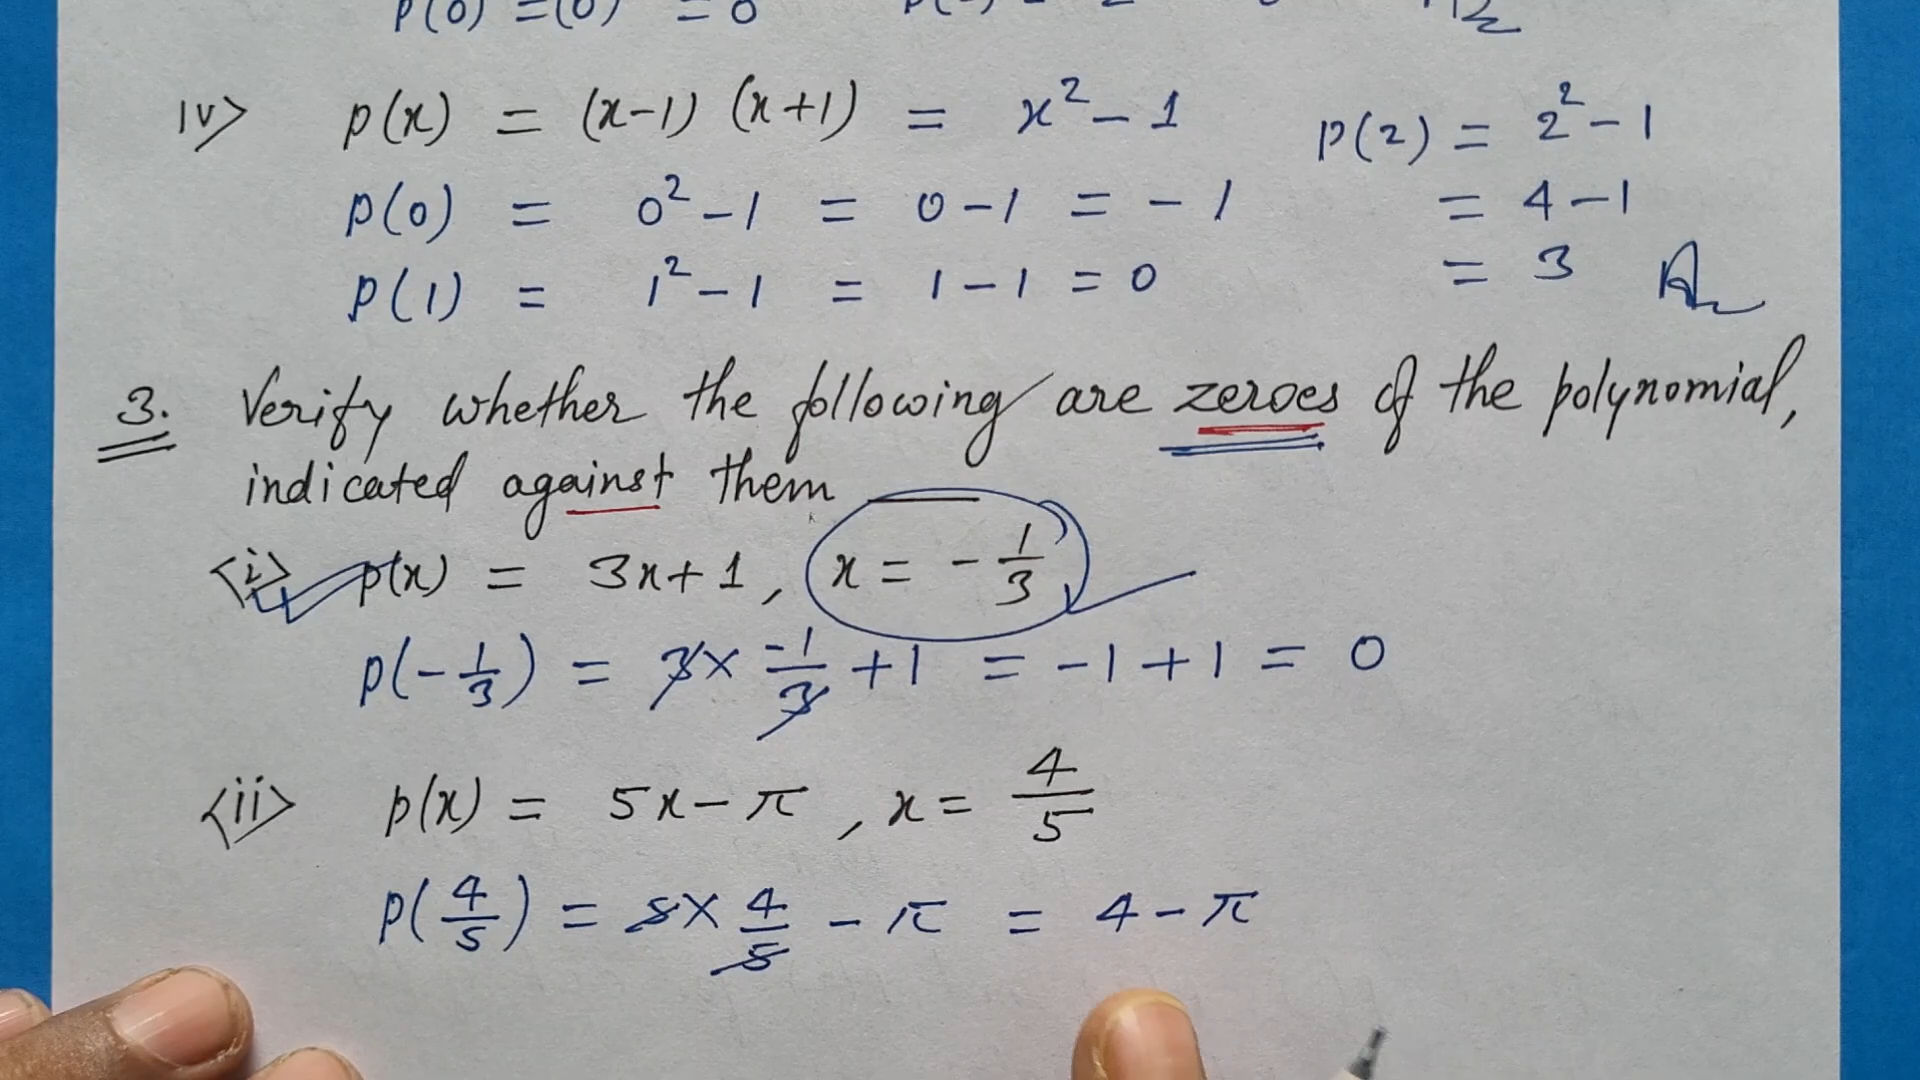 p(0) = (0) = 0
iv> p(x) = (x-1) (x+1) = x² - 1
p(0) = 0² - 1 = 0 - 1 = - 1
p(1) = 1² - 1 = 1 - 1 = 0
p(2) = 2² - 1
= 4 - 1
= 3
3. Verify whether the following are zeroes of the polynomial,
indicated against them
<i> p(x) = 3x+1, x = - 1/3
p(-1/3) = 3 × -1/3 + 1 = -1 + 1 = 0
<ii> p(x) = 5x - π, x = 4/5
p(4/5) = 5 × 4/5 - π = 4 - π